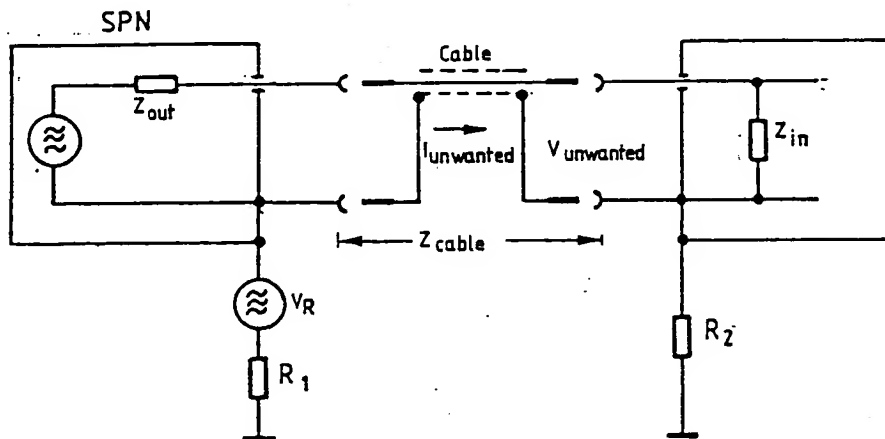 SPN
Cable
Zout
Iunwanted
Vunwanted
Zin
Zcable
VR
R1
R2